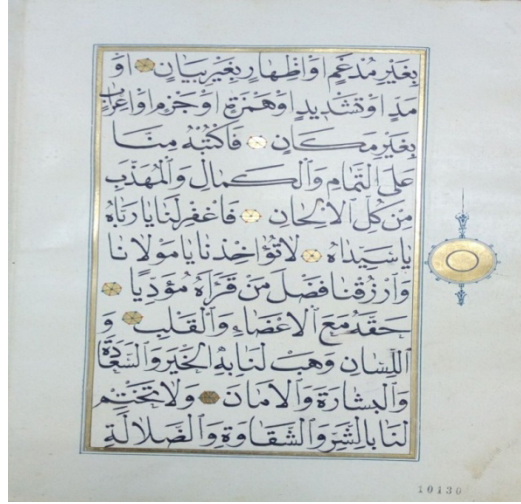 بِغَيْرِ مُدْغَمٍ اَوْ اِظْهَارٍ بِغَيْرِ بَيَانٍ اَوْ
مَدٍّ اَوْ تَشْدِيدٍ اَوْ هَمْزَةٍ اَوْ جَزْمٍ اَوْ اِعْرَابٍ
بِغَيْرِ مَكَانٍ فَاكْتُبْهُ مِنَّا
عَلَى التَّمَامِ وَالْكَمَالِ وَالْمُهَذَّبِ
مِنْ كُلِّ الْاَلْحَانِ فَاغْفِرْ لَنَا يَا رَبَّاهُ
يَا سَيِّدَاهُ لَا تُؤَاخِذْنَا يَا مَوْلَانَا
وَارْزُقْنَا فَضْلَ مَنْ قَرَأَهُ مُؤَدِّيًا
حَقَّهُ مَعَ الْاَعْضَاءِ وَالْقَلْبِ وَ
اللِّسَانِ وَهَبْ لَنَا بِهِ الْخَيْرَ وَالسَّعَادَةَ
وَالْبِشَارَةَ وَالْاَمَانَ وَلَا تَخْتِمْ
لَنَا بِالشَّرِّ وَالشَّقَاوَةِ وَالضَّلَالَةِ
10130